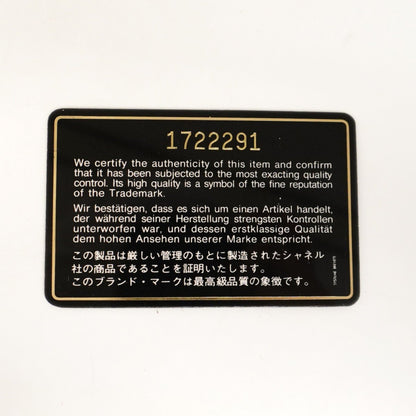 1722291
We certify the authenticity of this item and confirm
that it has been subjected to the most exacting quality
control. Its high quality is a symbol of the fine reputation
of the Trademark.
Wir bestätigen, dass es sich um einen Artikel handelt,
der während seiner Herstellung strengsten Kontrollen
unterworfen war, und dessen erstklassige Qualität
dem hohen Ansehen unserer Marke entspricht.
この製品は厳しい管理のもとに製造されたシャネル
社の商品であることを証明いたします。
このブランド・マークは最高級品質の象徴です。